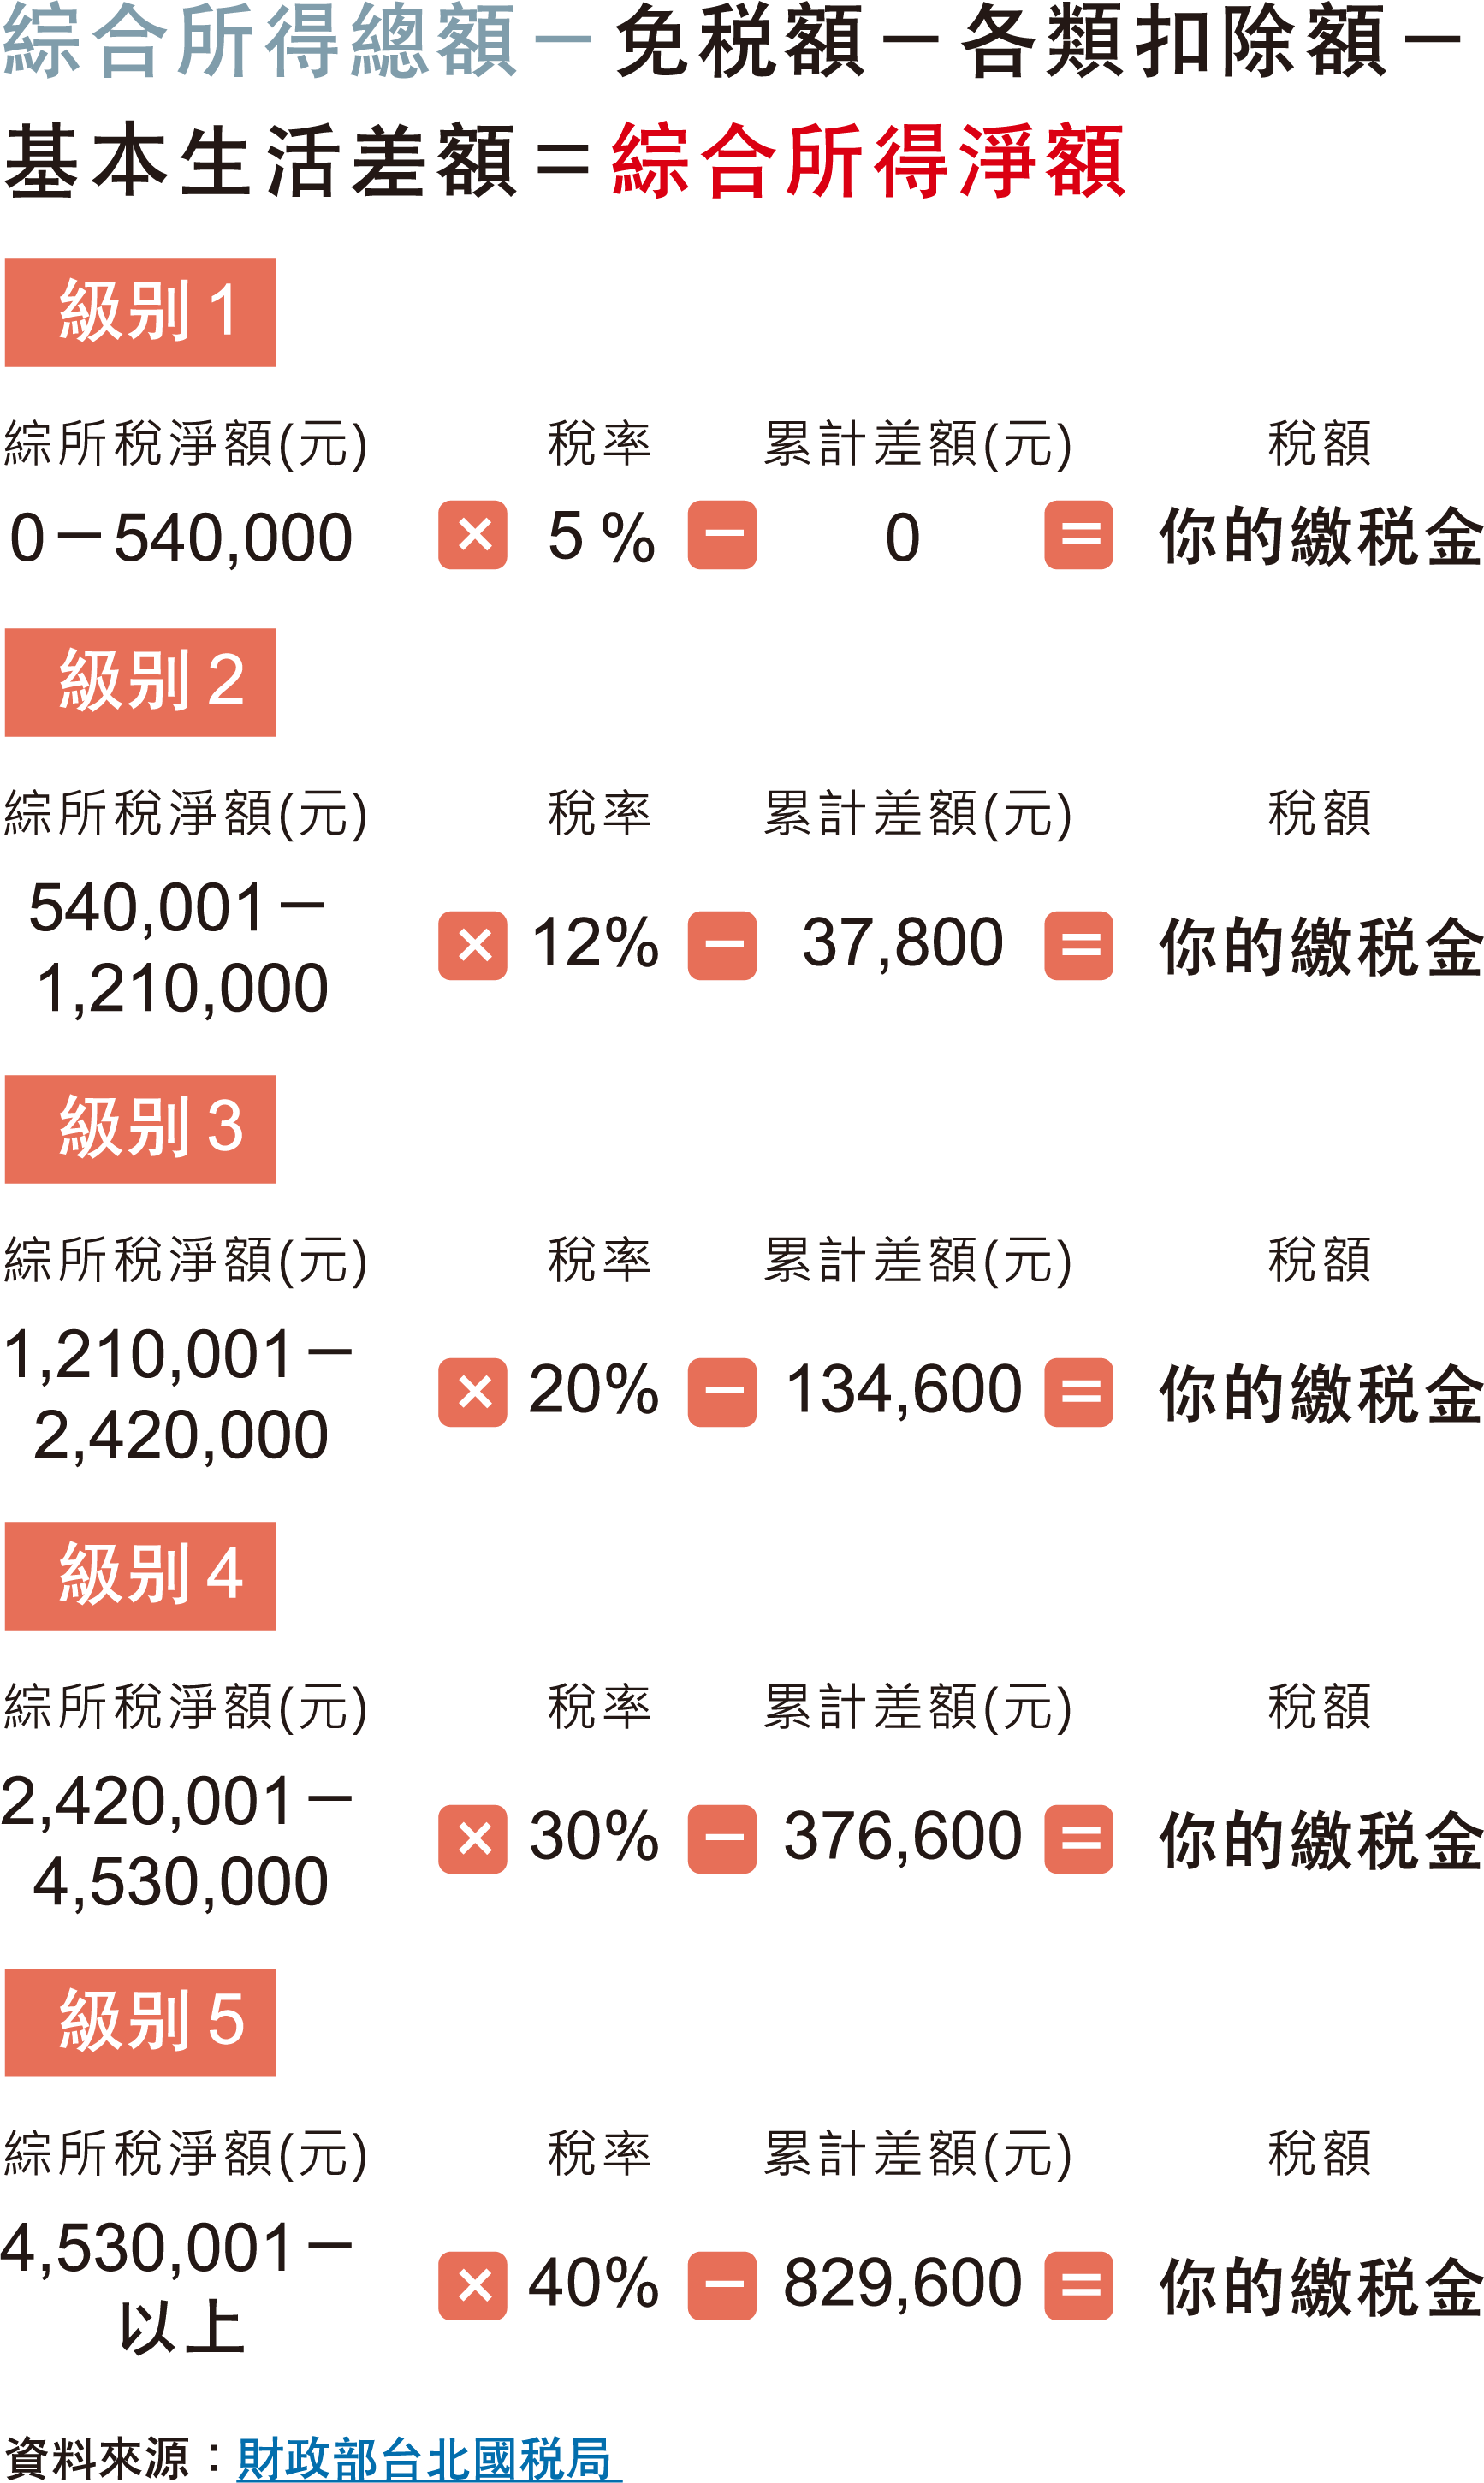 綜合所得總額－免稅額－各類扣除額－
基本生活差額＝綜合所得淨額
級別1
綜所稅淨額(元) 稅率 累計差額(元) 稅額
0－540,000 × 5% － 0 ＝ 你的繳稅金
級別2
綜所稅淨額(元) 稅率 累計差額(元) 稅額
540,001－
× 12% － 37,800 ＝ 你的繳稅金
1,210,000
級別3
綜所稅淨額(元) 稅率 累計差額(元) 稅額
1,210,001－
× 20% － 134,600 ＝ 你的繳稅金
2,420,000
級別4
綜所稅淨額(元) 稅率 累計差額(元) 稅額
2,420,001－
× 30% － 376,600 ＝ 你的繳稅金
4,530,000
級別5
綜所稅淨額(元) 稅率 累計差額(元) 稅額
4,530,001－
× 40% － 829,600 ＝ 你的繳稅金
以上
資料來源：財政部台北國稅局